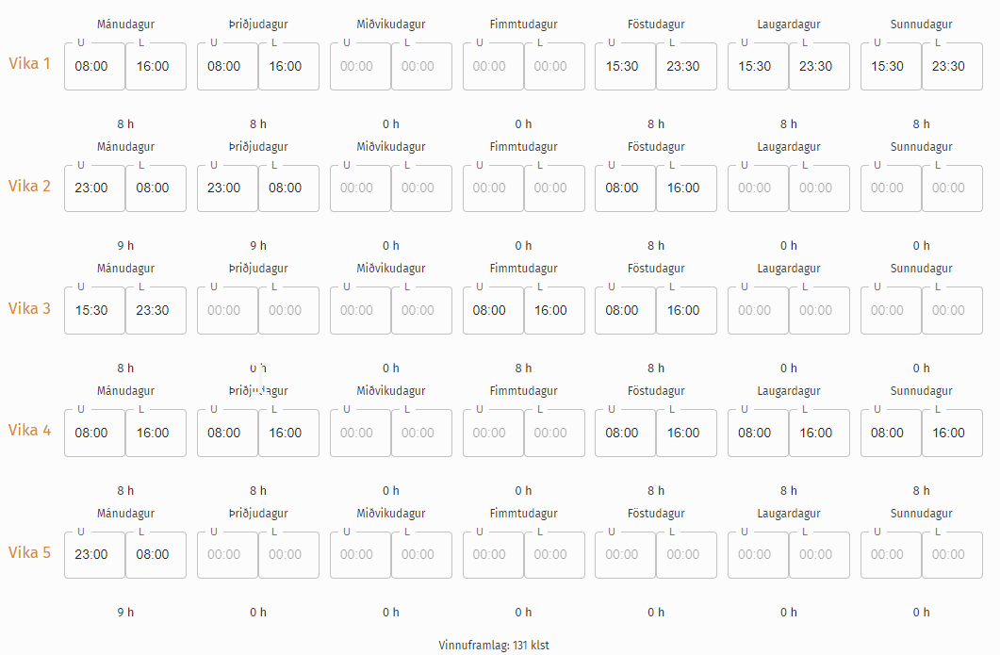 Mánudagur Þriðjudagur Miðvikudagur Fimmtudagur Föstudagur Laugardagur Sunnudagur
U L U L U L U L U L U L U L
Vika 1 08:00 16:00 08:00 16:00 00:00 00:00 00:00 00:00 15:30 23:30 15:30 23:30 15:30 23:30
8 h 8 h 0 h 0 h 8 h 8 h 8 h
Mánudagur Þriðjudagur Miðvikudagur Fimmtudagur Föstudagur Laugardagur Sunnudagur
U L U L U L U L U L U L U L
Vika 2 23:00 08:00 23:00 08:00 00:00 00:00 00:00 00:00 08:00 16:00 00:00 00:00 00:00 00:00
9 h 9 h 0 h 0 h 8 h 0 h 0 h
Mánudagur Þriðjudagur Miðvikudagur Fimmtudagur Föstudagur Laugardagur Sunnudagur
U L U L U L U L U L U L U L
Vika 3 15:30 23:30 00:00 00:00 00:00 00:00 08:00 16:00 08:00 16:00 00:00 00:00 00:00 00:00
8 h 0 h 0 h 8 h 8 h 0 h 0 h
Mánudagur Þriðjudagur Miðvikudagur Fimmtudagur Föstudagur Laugardagur Sunnudagur
U L U L U L U L U L U L U L
Vika 4 08:00 16:00 08:00 16:00 00:00 00:00 00:00 00:00 08:00 16:00 08:00 16:00 08:00 16:00
8 h 8 h 0 h 0 h 8 h 8 h 8 h
Mánudagur Þriðjudagur Miðvikudagur Fimmtudagur Föstudagur Laugardagur Sunnudagur
U L U L U L U L U L U L U L
Vika 5 23:00 08:00 00:00 00:00 00:00 00:00 00:00 00:00 00:00 00:00 00:00 00:00 00:00 00:00
9 h 0 h 0 h 0 h 0 h 0 h 0 h
Vinnuframlag: 131 klst